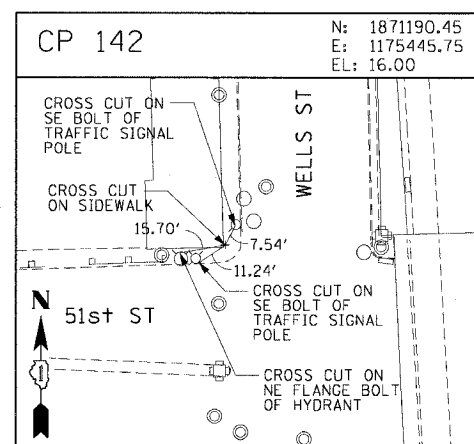 CP 142
N: 1871190.45
E: 1175445.75
EL: 16.00
CROSS CUT ON
SE BOLT OF
TRAFFIC SIGNAL
POLE
WELLS ST
CROSS CUT
ON SIDEWALK
15.70'
7.54'
11.24'
CROSS CUT ON
SE BOLT OF
TRAFFIC SIGNAL
POLE
N
51st ST
CROSS CUT ON
NE FLANGE BOLT
OF HYDRANT